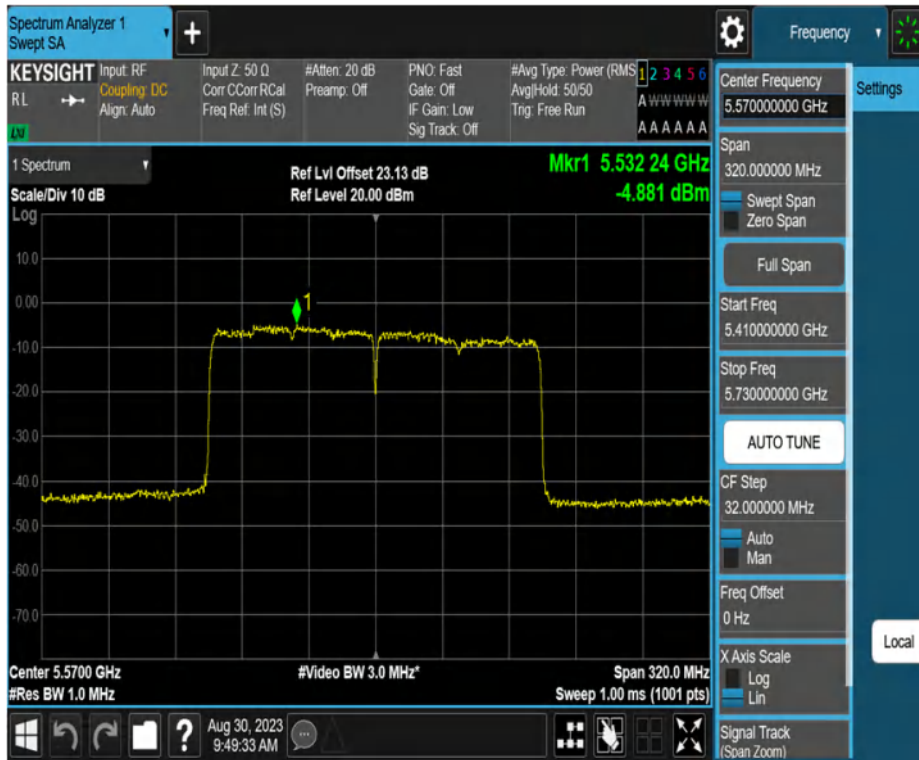 Spectrum Analyzer 1
Swept SA
+
Frequency
KEYSIGHT
RL
LXI
Input: RF
Coupling: DC
Align: Auto
Input Z: 50 Ω
Corr CCorr RCal
Freq Ref: Int (S)
#Atten: 20 dB
Preamp: Off
PNO: Fast
Gate: Off
IF Gain: Low
Sig Track: Off
#Avg Type: Power (RMS
Avg|Hold: 50/50
Trig: Free Run
1 2 3 4 5 6
A W W W W W
A A A A A A
1 Spectrum
Scale/Div 10 dB
Ref Lvl Offset 23.13 dB
Ref Level 20.00 dBm
Mkr1 5.532 24 GHz
-4.881 dBm
Log
10.0
0.00
-10.0
-20.0
-30.0
-40.0
-50.0
-60.0
-70.0
1
Center 5.5700 GHz
#Res BW 1.0 MHz
#Video BW 3.0 MHz*
Span 320.0 MHz
Sweep 1.00 ms (1001 pts)
Aug 30, 2023
9:49:33 AM
?
Center Frequency
5.570000000 GHz
Span
320.000000 MHz
Swept Span
Zero Span
Full Span
Start Freq
5.410000000 GHz
Stop Freq
5.730000000 GHz
AUTO TUNE
CF Step
32.000000 MHz
Auto
Man
Freq Offset
0 Hz
X Axis Scale
Log
Lin
Signal Track
(Span Zoom)
Settings
Local